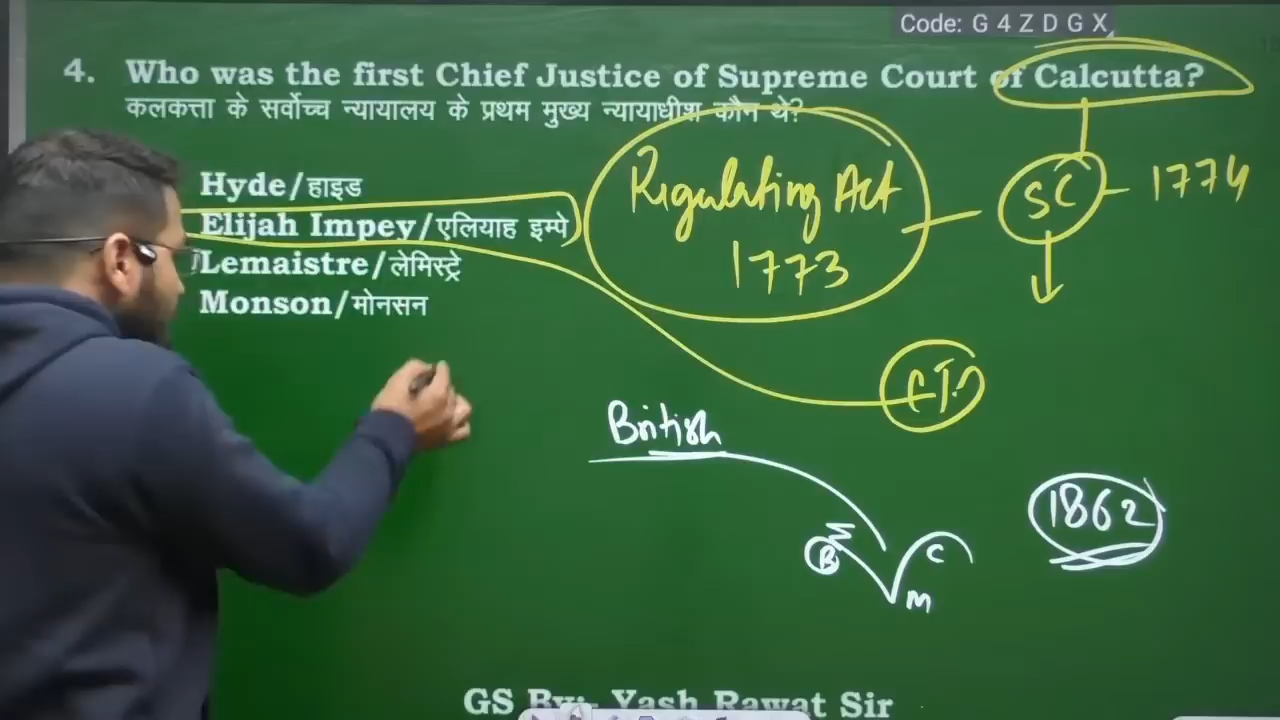 Code: G 4 Z D G X
4. Who was the first Chief Justice of Supreme Court of Calcutta?
कलकत्ता के सर्वोच्च न्यायालय के प्रथम मुख्य न्यायाधीश कौन थे?
Hyde/हाइड
Elijah Impey/एलियाह इम्पे
Lemaistre/लेमिस्ट्रे
Monson/मोनसन
Regulating Act
1773
SC - 1774
British
B
C
M
1862
GS By:- Yash Rawat Sir